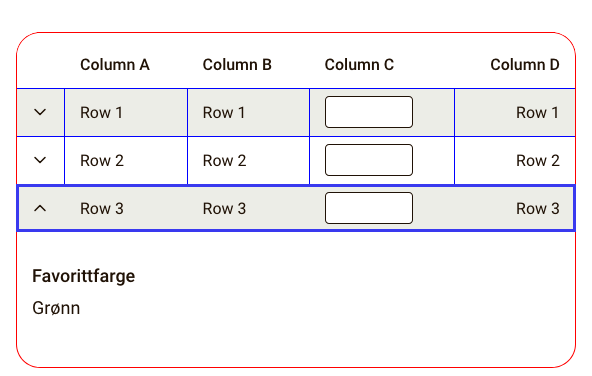 Column A Column B Column C Column D
Row 1 Row 1 Row 1
Row 2 Row 2 Row 2
Row 3 Row 3 Row 3
Favorittfarge
Grønn